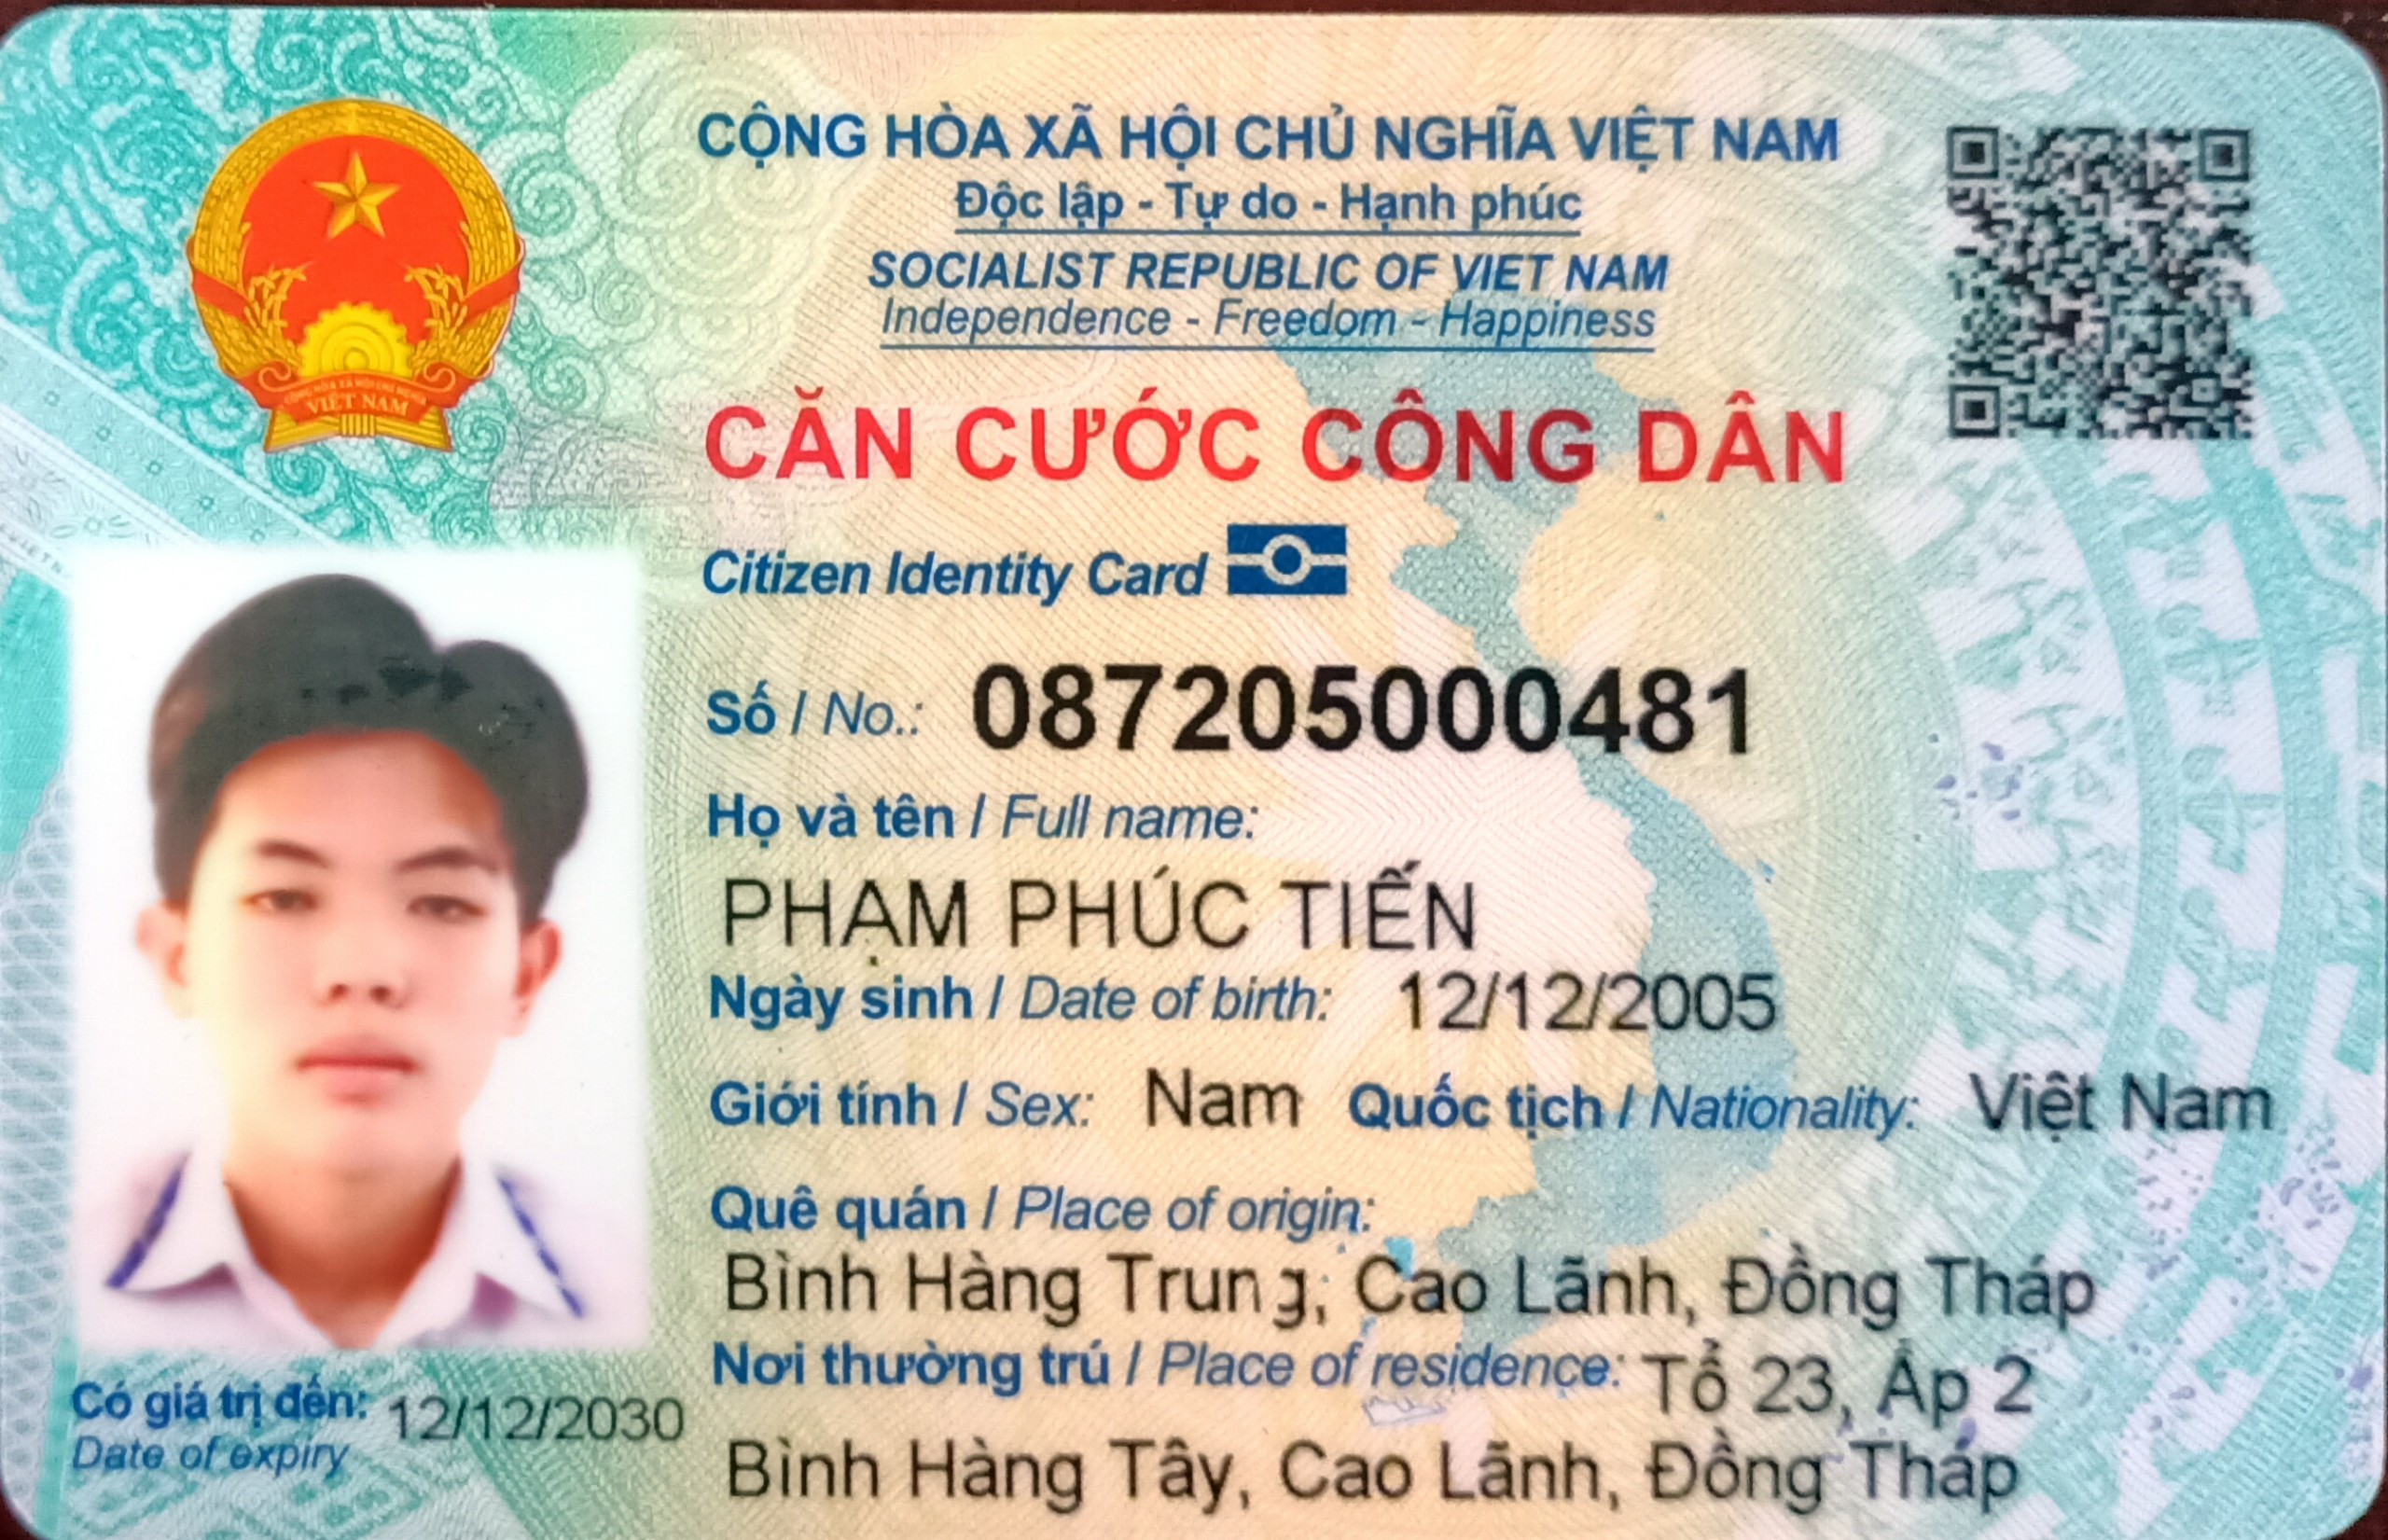 CỘNG HÒA XÃ HỘI CHỦ NGHĨA VIỆT NAM
Độc lập - Tự do - Hạnh phúc
SOCIALIST REPUBLIC OF VIET NAM
Independence - Freedom - Happiness
CĂN CƯỚC CÔNG DÂN
Citizen Identity Card
Số / No.: 087205000481
Họ và tên / Full name:
PHẠM PHÚC TIẾN
Ngày sinh / Date of birth: 12/12/2005
Giới tính / Sex: Nam Quốc tịch / Nationality: Việt Nam
Quê quán / Place of origin:
Bình Hàng Trung, Cao Lãnh, Đồng Tháp
Nơi thường trú / Place of residence: Tổ 23, Ấp 2
Bình Hàng Tây, Cao Lãnh, Đồng Tháp
Có giá trị đến: 12/12/2030
Date of expiry
CỘNG HÒA XÃ HỘI CHỦ NGHĨA
VIỆT NAM